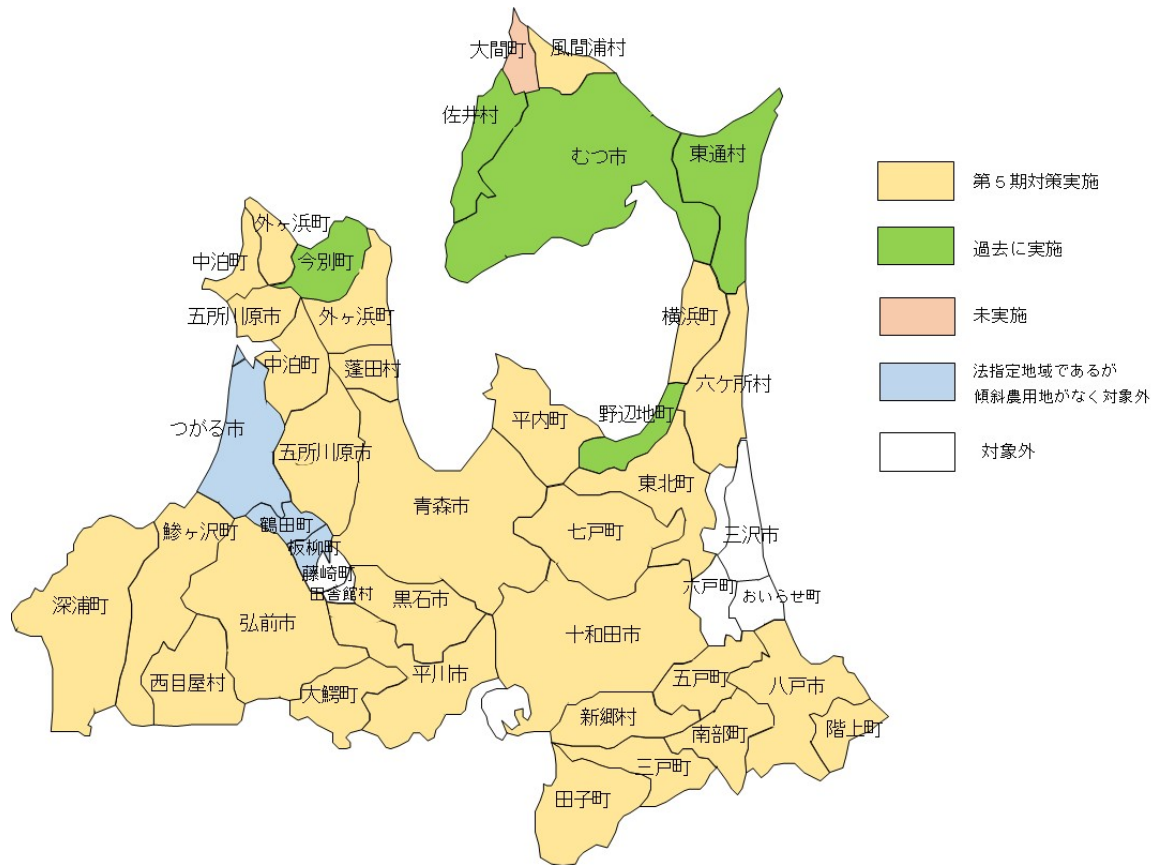 大間町
風間浦村
佐井村
むつ市
東通村
第5期対策実施
過去に実施
未実施
法指定地域であるが
傾斜農用地がなく対象外
対象外
外ヶ浜町
中泊町
今別町
五所川原市
外ヶ浜町
横浜町
中泊町
蓬田村
六ケ所村
つがる市
平内町
野辺地町
五所川原市
東北町
青森市
鰺ヶ沢町
鶴田町
七戸町
三沢市
板柳町
藤崎町
田舎館村
黒石市
六戸町
おいらせ町
深浦町
弘前市
十和田市
西目屋村
大鰐町
平川市
五戸町
八戸市
新郷村
南部町
階上町
三戸町
田子町